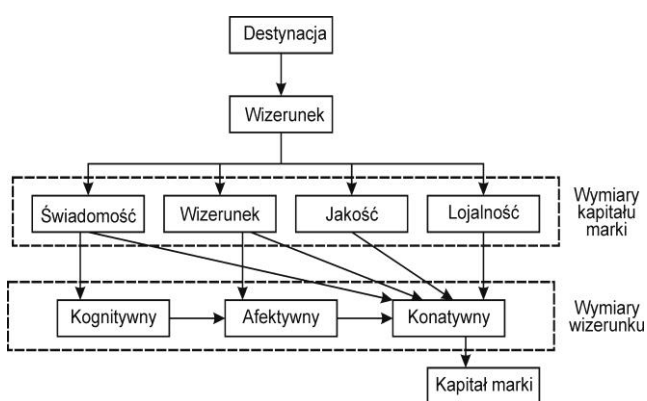 Destynacja
Wizerunek
Świadomość
Wizerunek
Jakość
Lojalność
Wymiary
kapitału
marki
Kognitywny
Afektywny
Konatywny
Wymiary
wizerunku
Kapitał marki